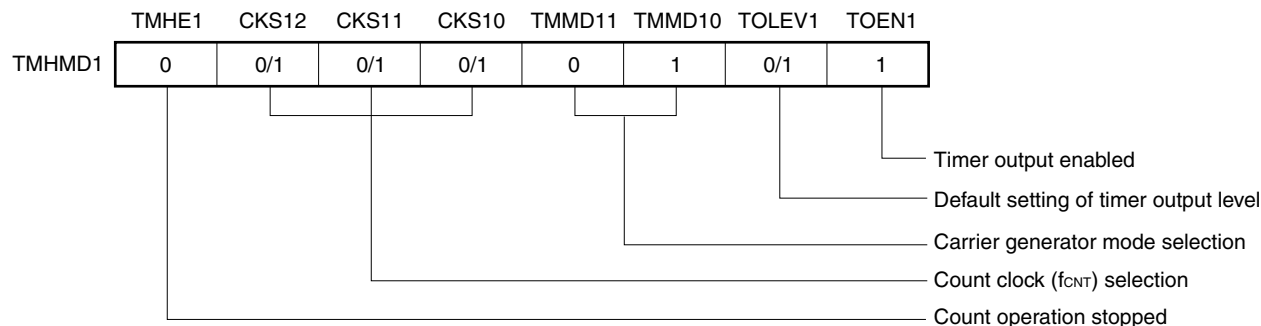 TMHE1 CKS12 CKS11 CKS10 TMMD11 TMMD10 TOLEV1 TOEN1
TMHMD1 0 0/1 0/1 0/1 0 1 0/1 1
Timer output enabled
Default setting of timer output level
Carrier generator mode selection
Count clock (fCNT) selection
Count operation stopped